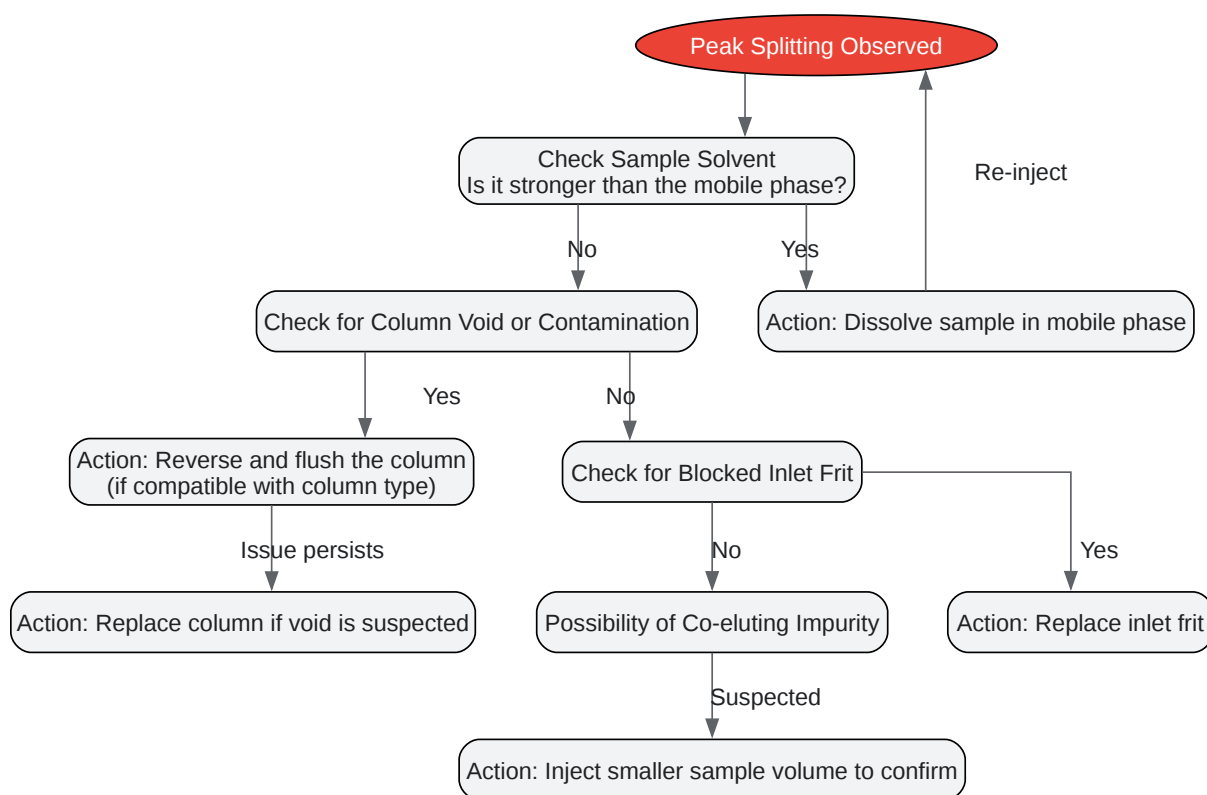 Peak Splitting Observed
Check Sample Solvent
Is it stronger than the mobile phase?
Re-inject
No
Yes
Check for Column Void or Contamination
Action: Dissolve sample in mobile phase
Yes
No
Action: Reverse and flush the column
(if compatible with column type)
Check for Blocked Inlet Frit
Issue persists
No
Yes
Action: Replace column if void is suspected
Possibility of Co-eluting Impurity
Action: Replace inlet frit
Suspected
Action: Inject smaller sample volume to confirm